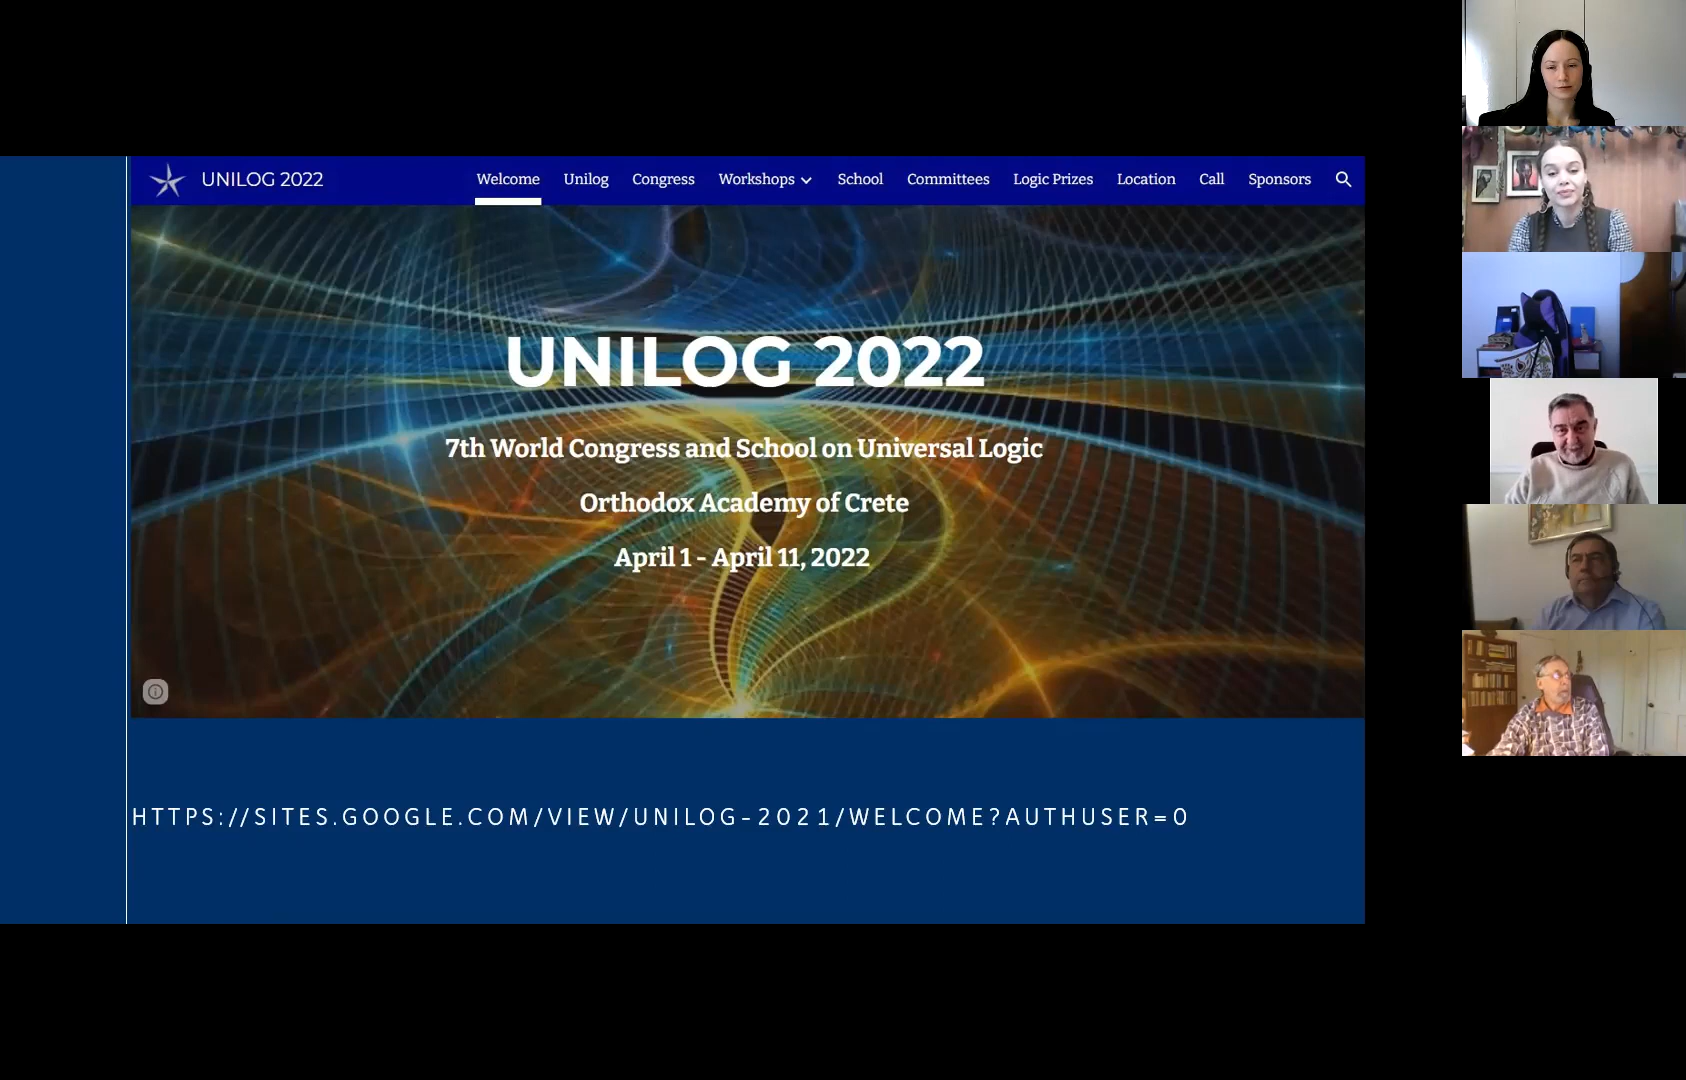 UNILOG 2022
Welcome Unilog Congress Workshops School Committees Logic Prizes Location Call Sponsors
UNILOG 2022
7th World Congress and School on Universal Logic
Orthodox Academy of Crete
April 1 - April 11, 2022
HTTPS://SITES.GOOGLE.COM/VIEW/UNILOG-2021/WELCOME?AUTHUSER=0